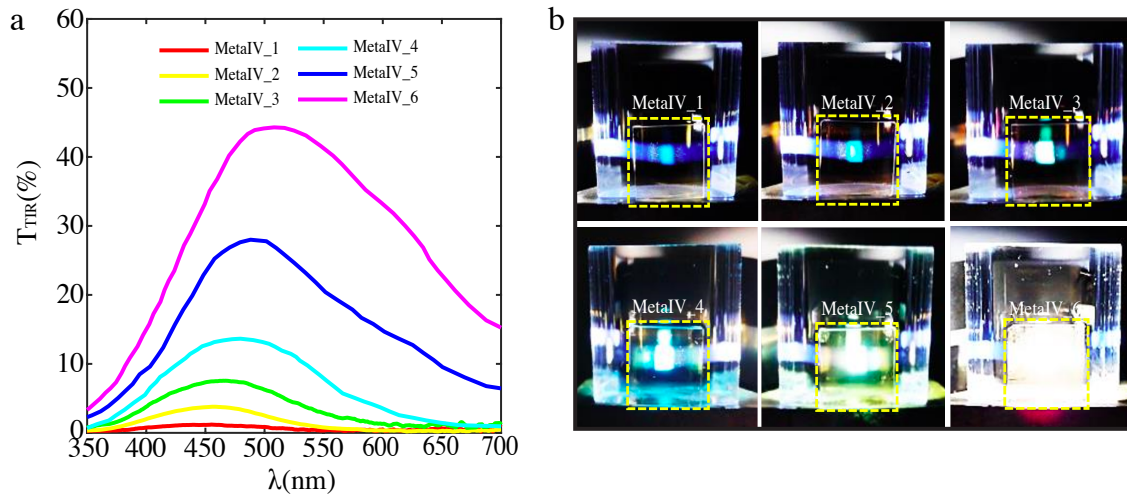 a
60
50
40
30
20
10
0
T_TIR(%)
MetaIV_1
MetaIV_2
MetaIV_3
MetaIV_4
MetaIV_5
MetaIV_6
350 400 450 500 550 600 650 700
λ(nm)
b
MetaIV_1 MetaIV_2 MetaIV_3
MetaIV_4 MetaIV_5 MetaIV_6